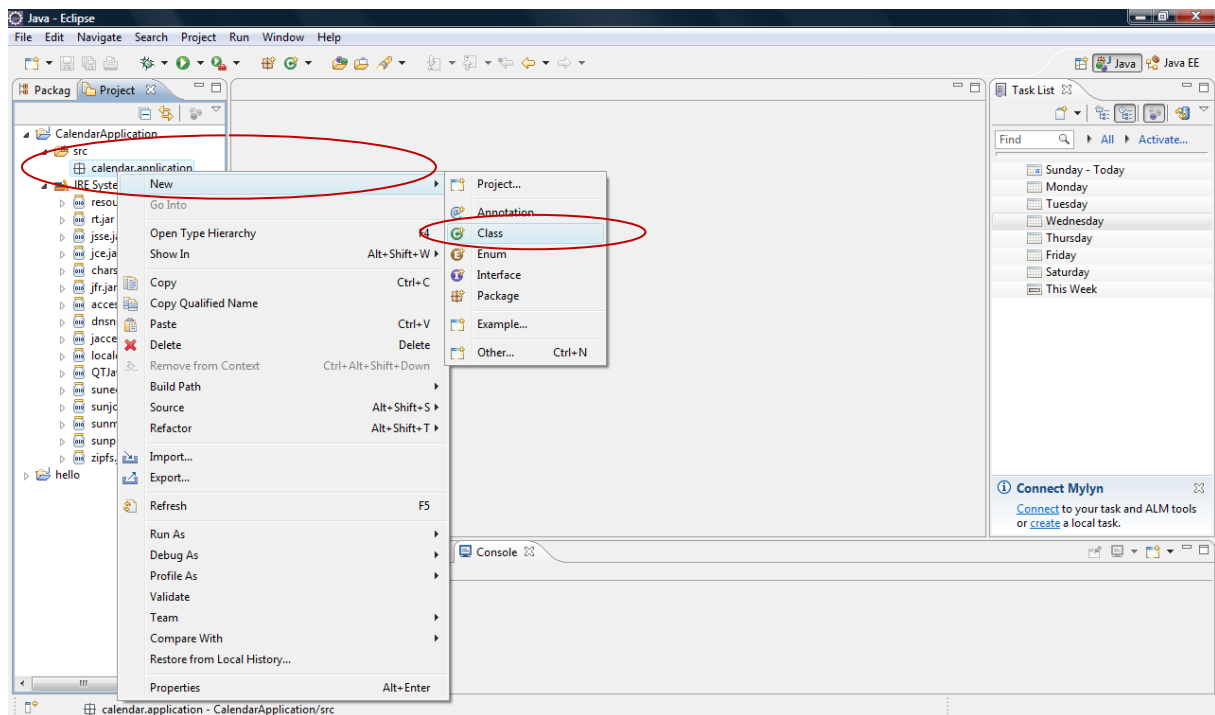 Java - Eclipse
File Edit Navigate Search Project Run Window Help
Java Java EE
Packag Project
CalendarApplication
src
calendar.application
JRE Syste
resou
rt.jar
jsse.ja
jce.ja
chars
jfr.jar
acces
dnsn
jacce
local
QTJa
sune
sunjc
sunm
sunp
zipfs.
hello
New
Go Into
Open Type Hierarchy F4
Show In Alt+Shift+W
Copy Ctrl+C
Copy Qualified Name
Paste Ctrl+V
Delete Delete
Remove from Context Ctrl+Alt+Shift+Down
Build Path
Source Alt+Shift+S
Refactor Alt+Shift+T
Import...
Export...
Refresh F5
Run As
Debug As
Profile As
Validate
Team
Compare With
Restore from Local History...
Properties Alt+Enter
Project...
Annotation
Class
Enum
Interface
Package
Example...
Other... Ctrl+N
Task List
Find All Activate...
Sunday - Today
Monday
Tuesday
Wednesday
Thursday
Friday
Saturday
This Week
Connect Mylyn
Connect to your task and ALM tools
or create a local task.
Console
calendar.application - CalendarApplication/src